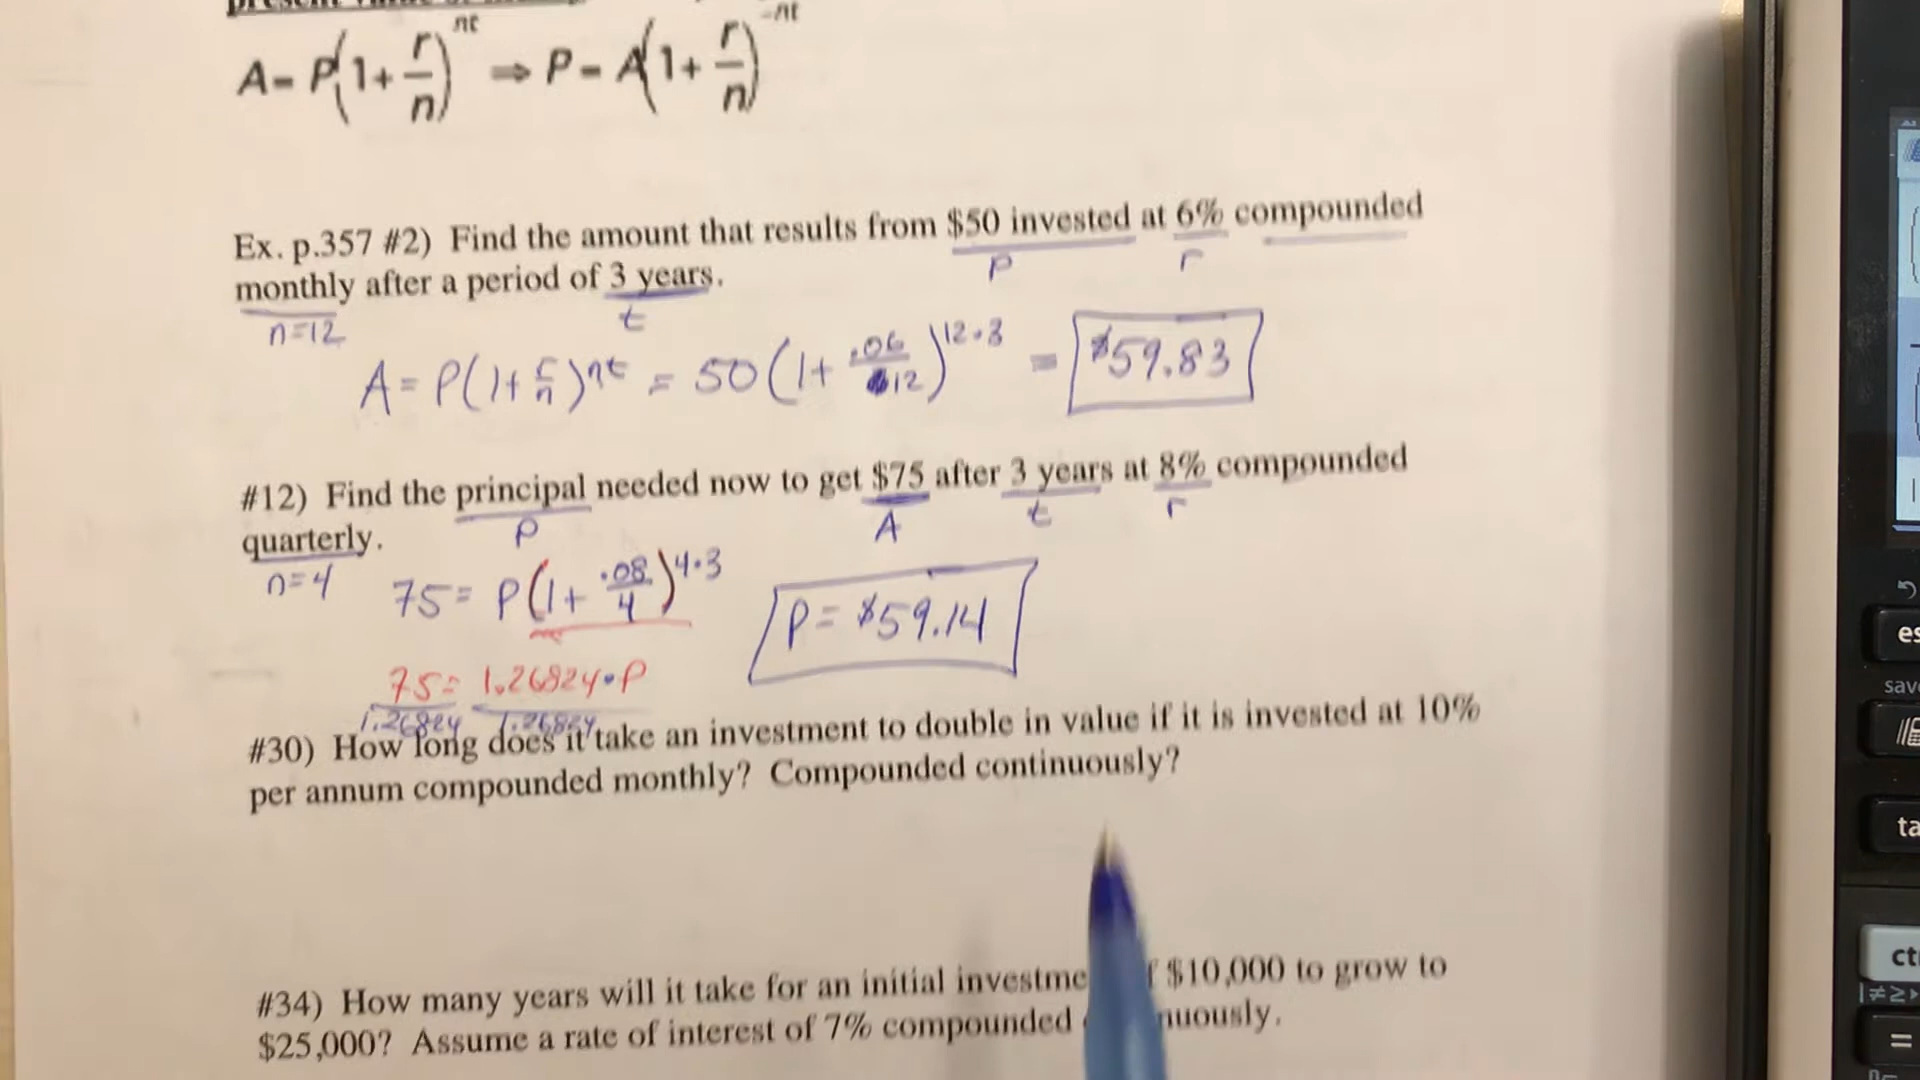 A = P(1 + r/n)^nt ⇒ P = A(1 + r/n)^-nt
Ex. p.357 #2) Find the amount that results from $50 invested at 6% compounded
P r
monthly after a period of 3 years.
n=12 t
A = P(1+ r/n)^nt = 50(1+ .06/12)^12·3 = $59.83
#12) Find the principal needed now to get $75 after 3 years at 8% compounded
P A t r
quarterly.
n=4
75= P(1+ .08/4)^4·3
P= $59.14
75= 1.26824·P
1.26824 1.26824
#30) How long does it take an investment to double in value if it is invested at 10%
per annum compounded monthly? Compounded continuously?
#34) How many years will it take for an initial investme $10,000 to grow to
$25,000? Assume a rate of interest of 7% compounded nuously.
es
save
ta
ct
=